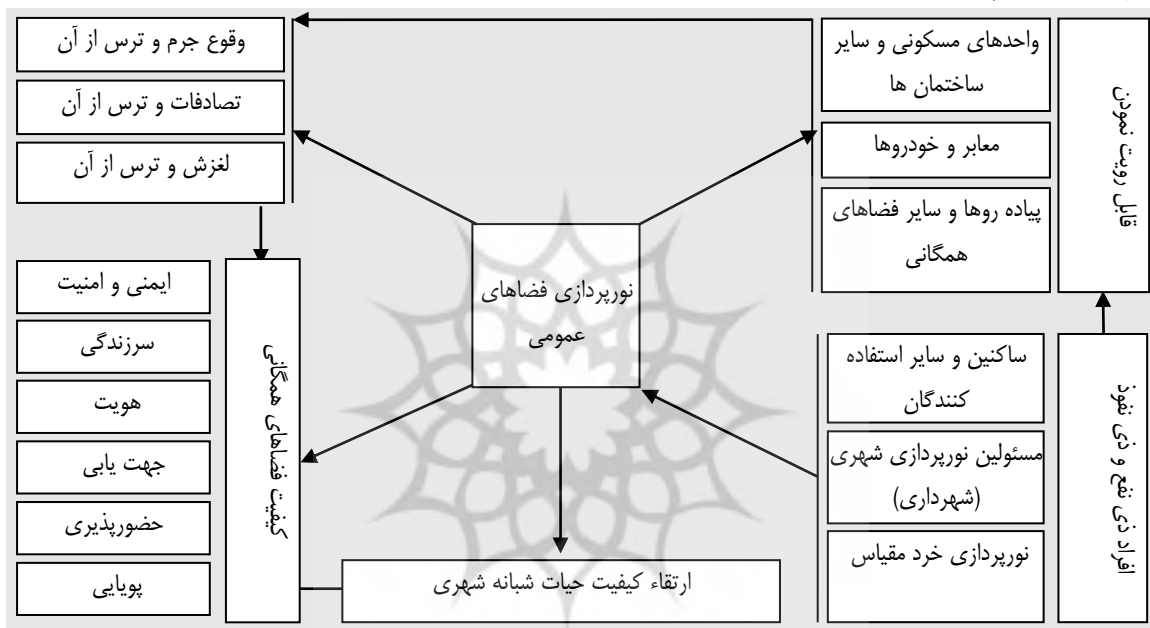 قابل رویت نمودن
واحدهای مسکونی و سایر
ساختمان ها
معابر و خودروها
پیاده روها و سایر فضاهای
همگانی
وقوع جرم و ترس از آن
تصادفات و ترس از آن
لغزش و ترس از آن
نورپردازی فضاهای
عمومی
افراد ذی نفع و ذی نفوذ
ساکنین و سایر استفاده
کنندگان
مسئولین نورپردازی شهری
(شهرداری)
نورپردازی خرد مقیاس
کیفیت فضاهای همگانی
ایمنی و امنیت
سرزندگی
هویت
جهت یابی
حضورپذیری
پویایی
ارتقاء کیفیت حیات شبانه شهری